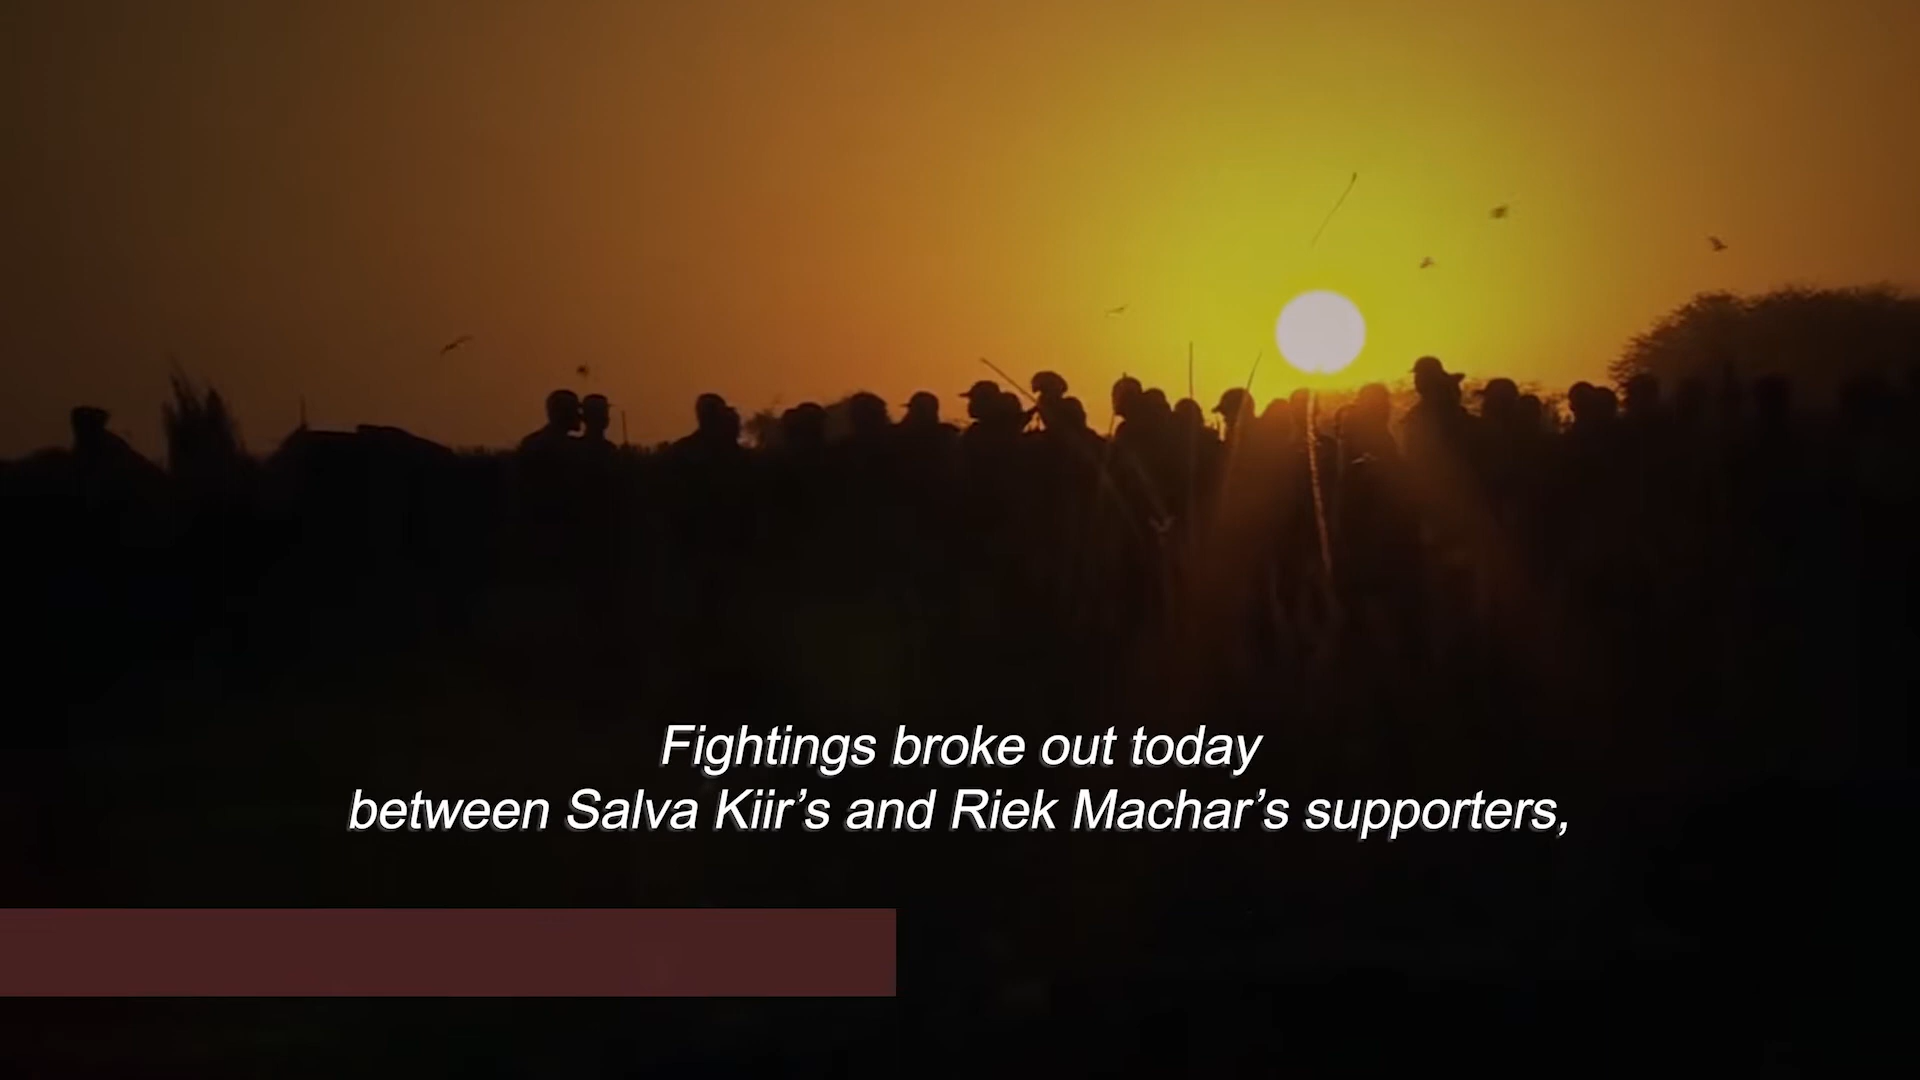 Fightings broke out today
between Salva Kiir’s and Riek Machar’s supporters,